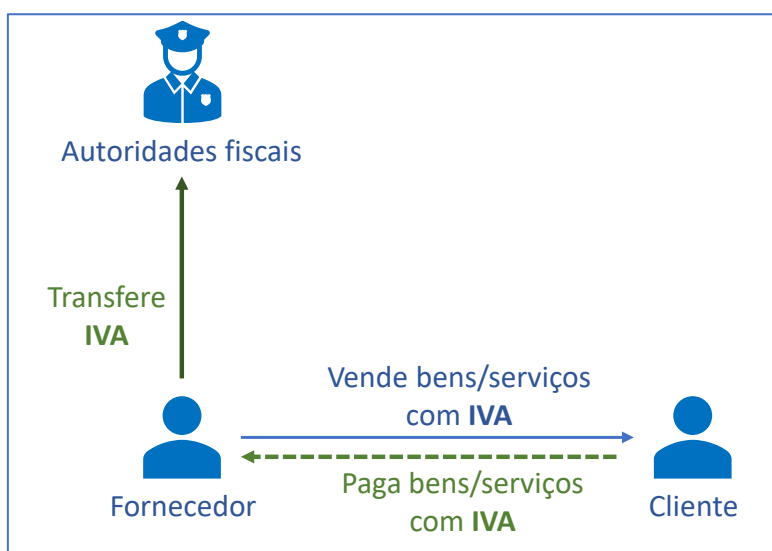 Autoridades fiscais
Transfere
IVA
Vende bens/serviços
com IVA
Paga bens/serviços
com IVA
Fornecedor
Cliente